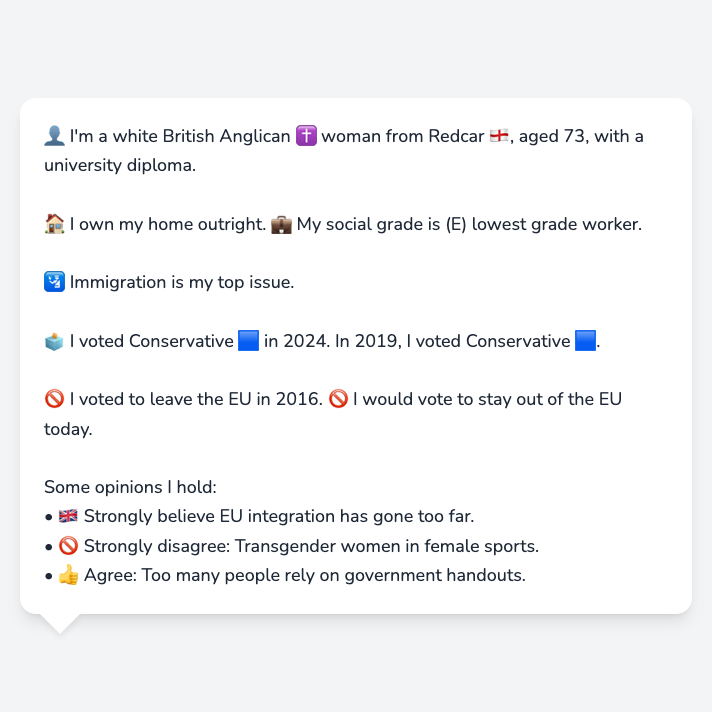 👤 I'm a white British Anglican ✝️ woman from Redcar 🏴󠁧󠁢󠁥󠁮󠁧󠁿, aged 73, with a
university diploma.
🏠 I own my home outright. 💼 My social grade is (E) lowest grade worker.
🛂 Immigration is my top issue.
🗳️ I voted Conservative 🟦 in 2024. In 2019, I voted Conservative 🟦.
🚫 I voted to leave the EU in 2016. 🚫 I would vote to stay out of the EU
today.
Some opinions I hold:
• 🇬🇧 Strongly believe EU integration has gone too far.
• 🚫 Strongly disagree: Transgender women in female sports.
• 👍 Agree: Too many people rely on government handouts.